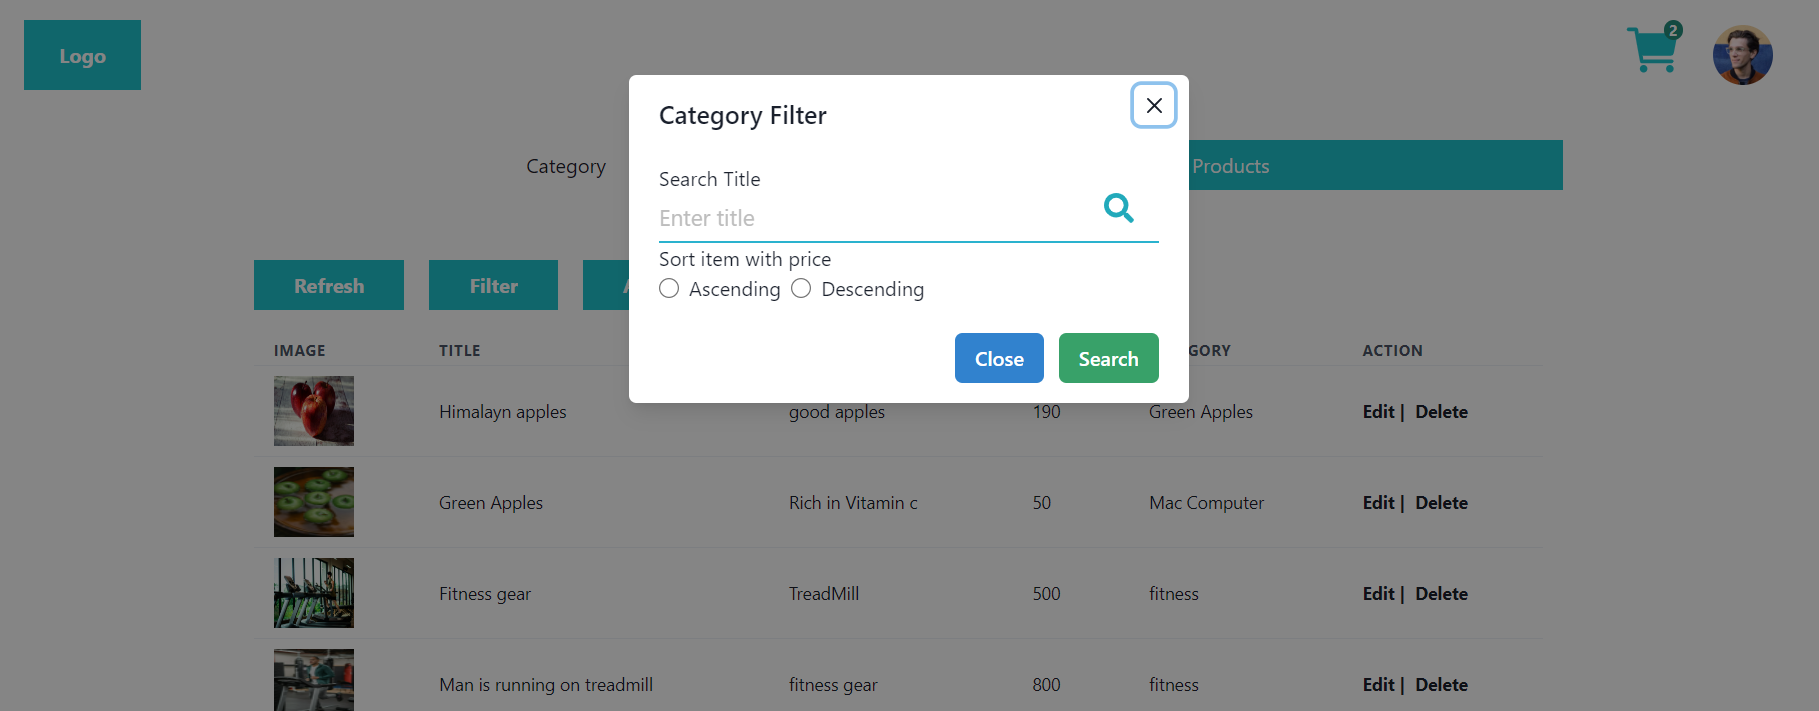 Logo
2
Category Filter
Category
Products
Search Title
Enter title
Sort item with price
Ascending Descending
Refresh Filter
Close Search
IMAGE TITLE ACTION
Himalayn apples good apples 190 Green Apples Edit | Delete
Green Apples Rich in Vitamin c 50 Mac Computer Edit | Delete
Fitness gear TreadMill 500 fitness Edit | Delete
Man is running on treadmill fitness gear 800 fitness Edit | Delete